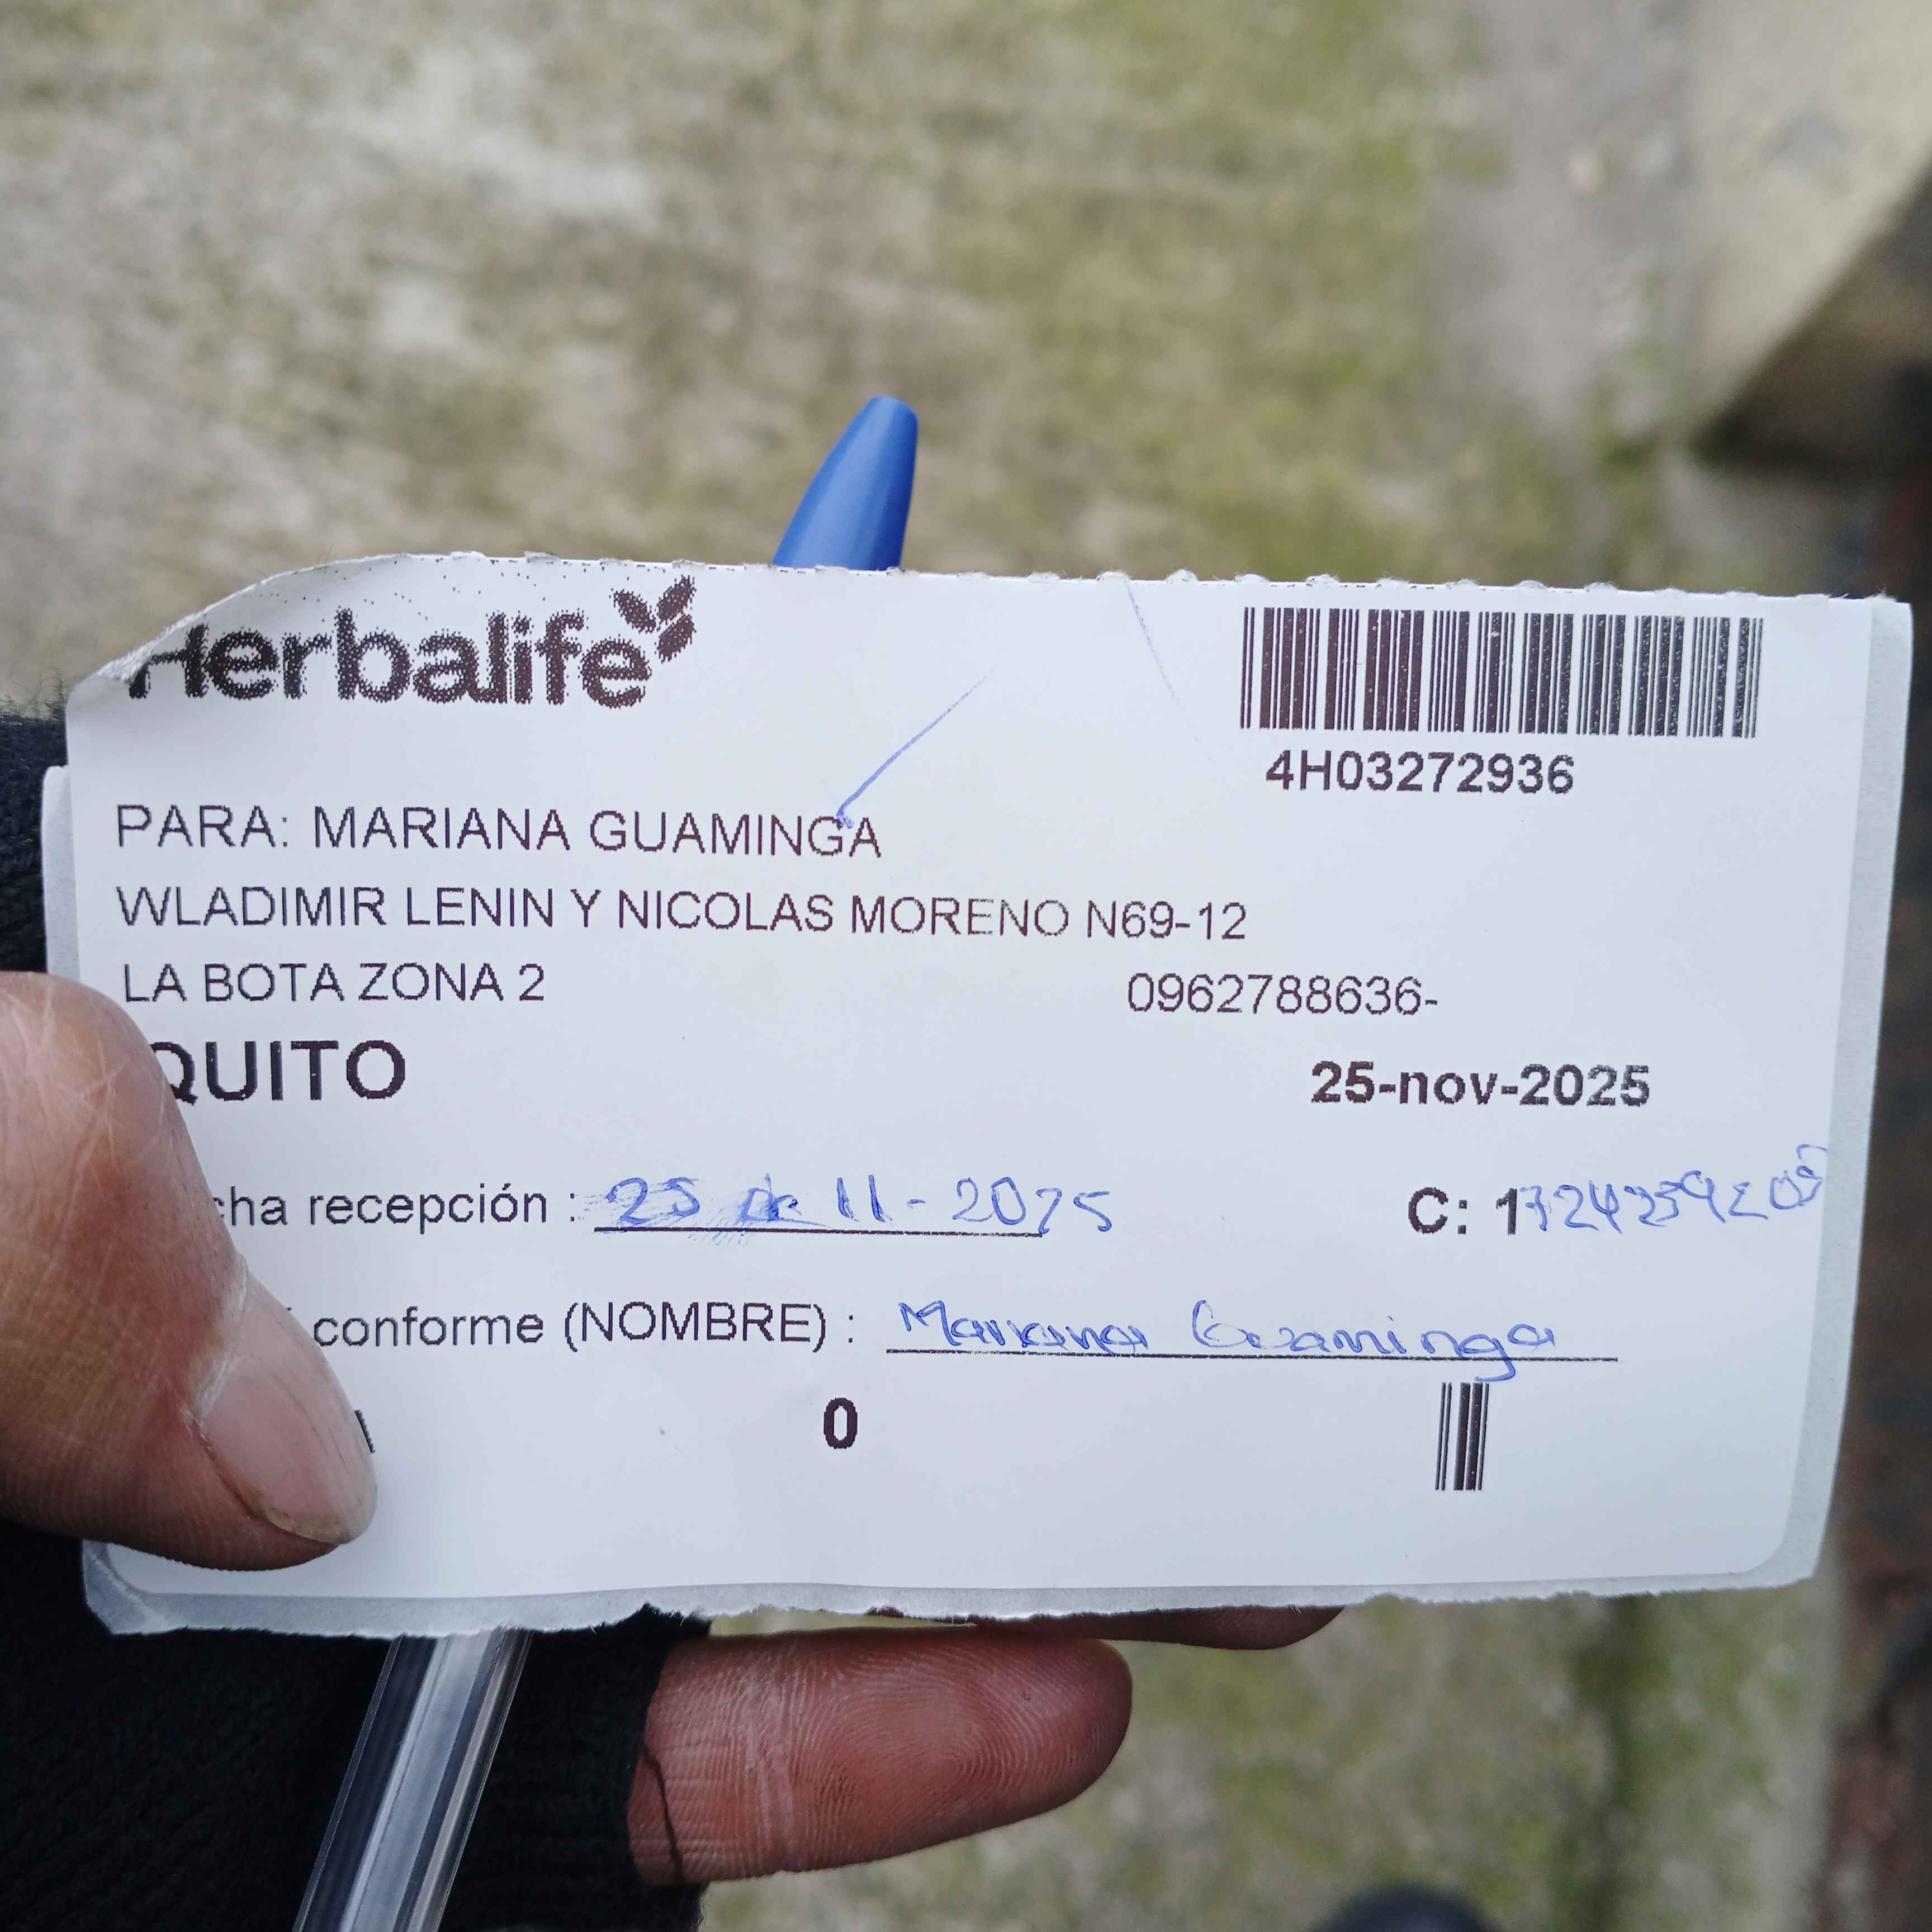 Herbalife
4H03272936
PARA: MARIANA GUAMINGA
WLADIMIR LENIN Y NICOLAS MORENO N69-12
LA BOTA ZONA 2 0962788636-
QUITO
25-nov-2025
cha recepción : 25 de 11-2025 C: 1
conforme (NOMBRE) : Mariana Guaminga
0